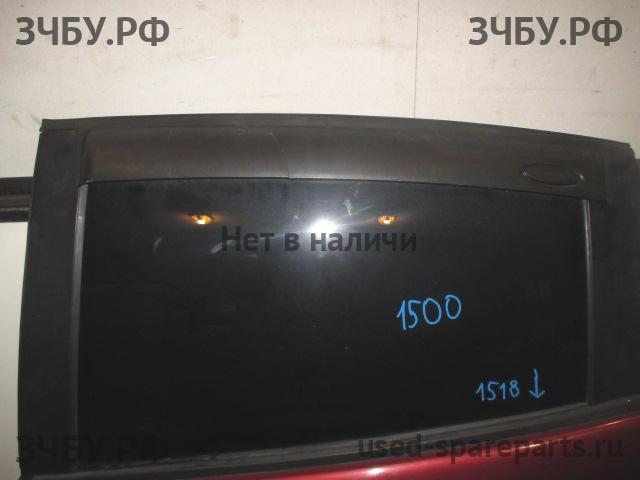 ЗЧБУ.РФ ЗЧБУ.РФ
Нет в наличи
1500
1518 ↓
ЗЧБУ.РФ used-spareparts.ru